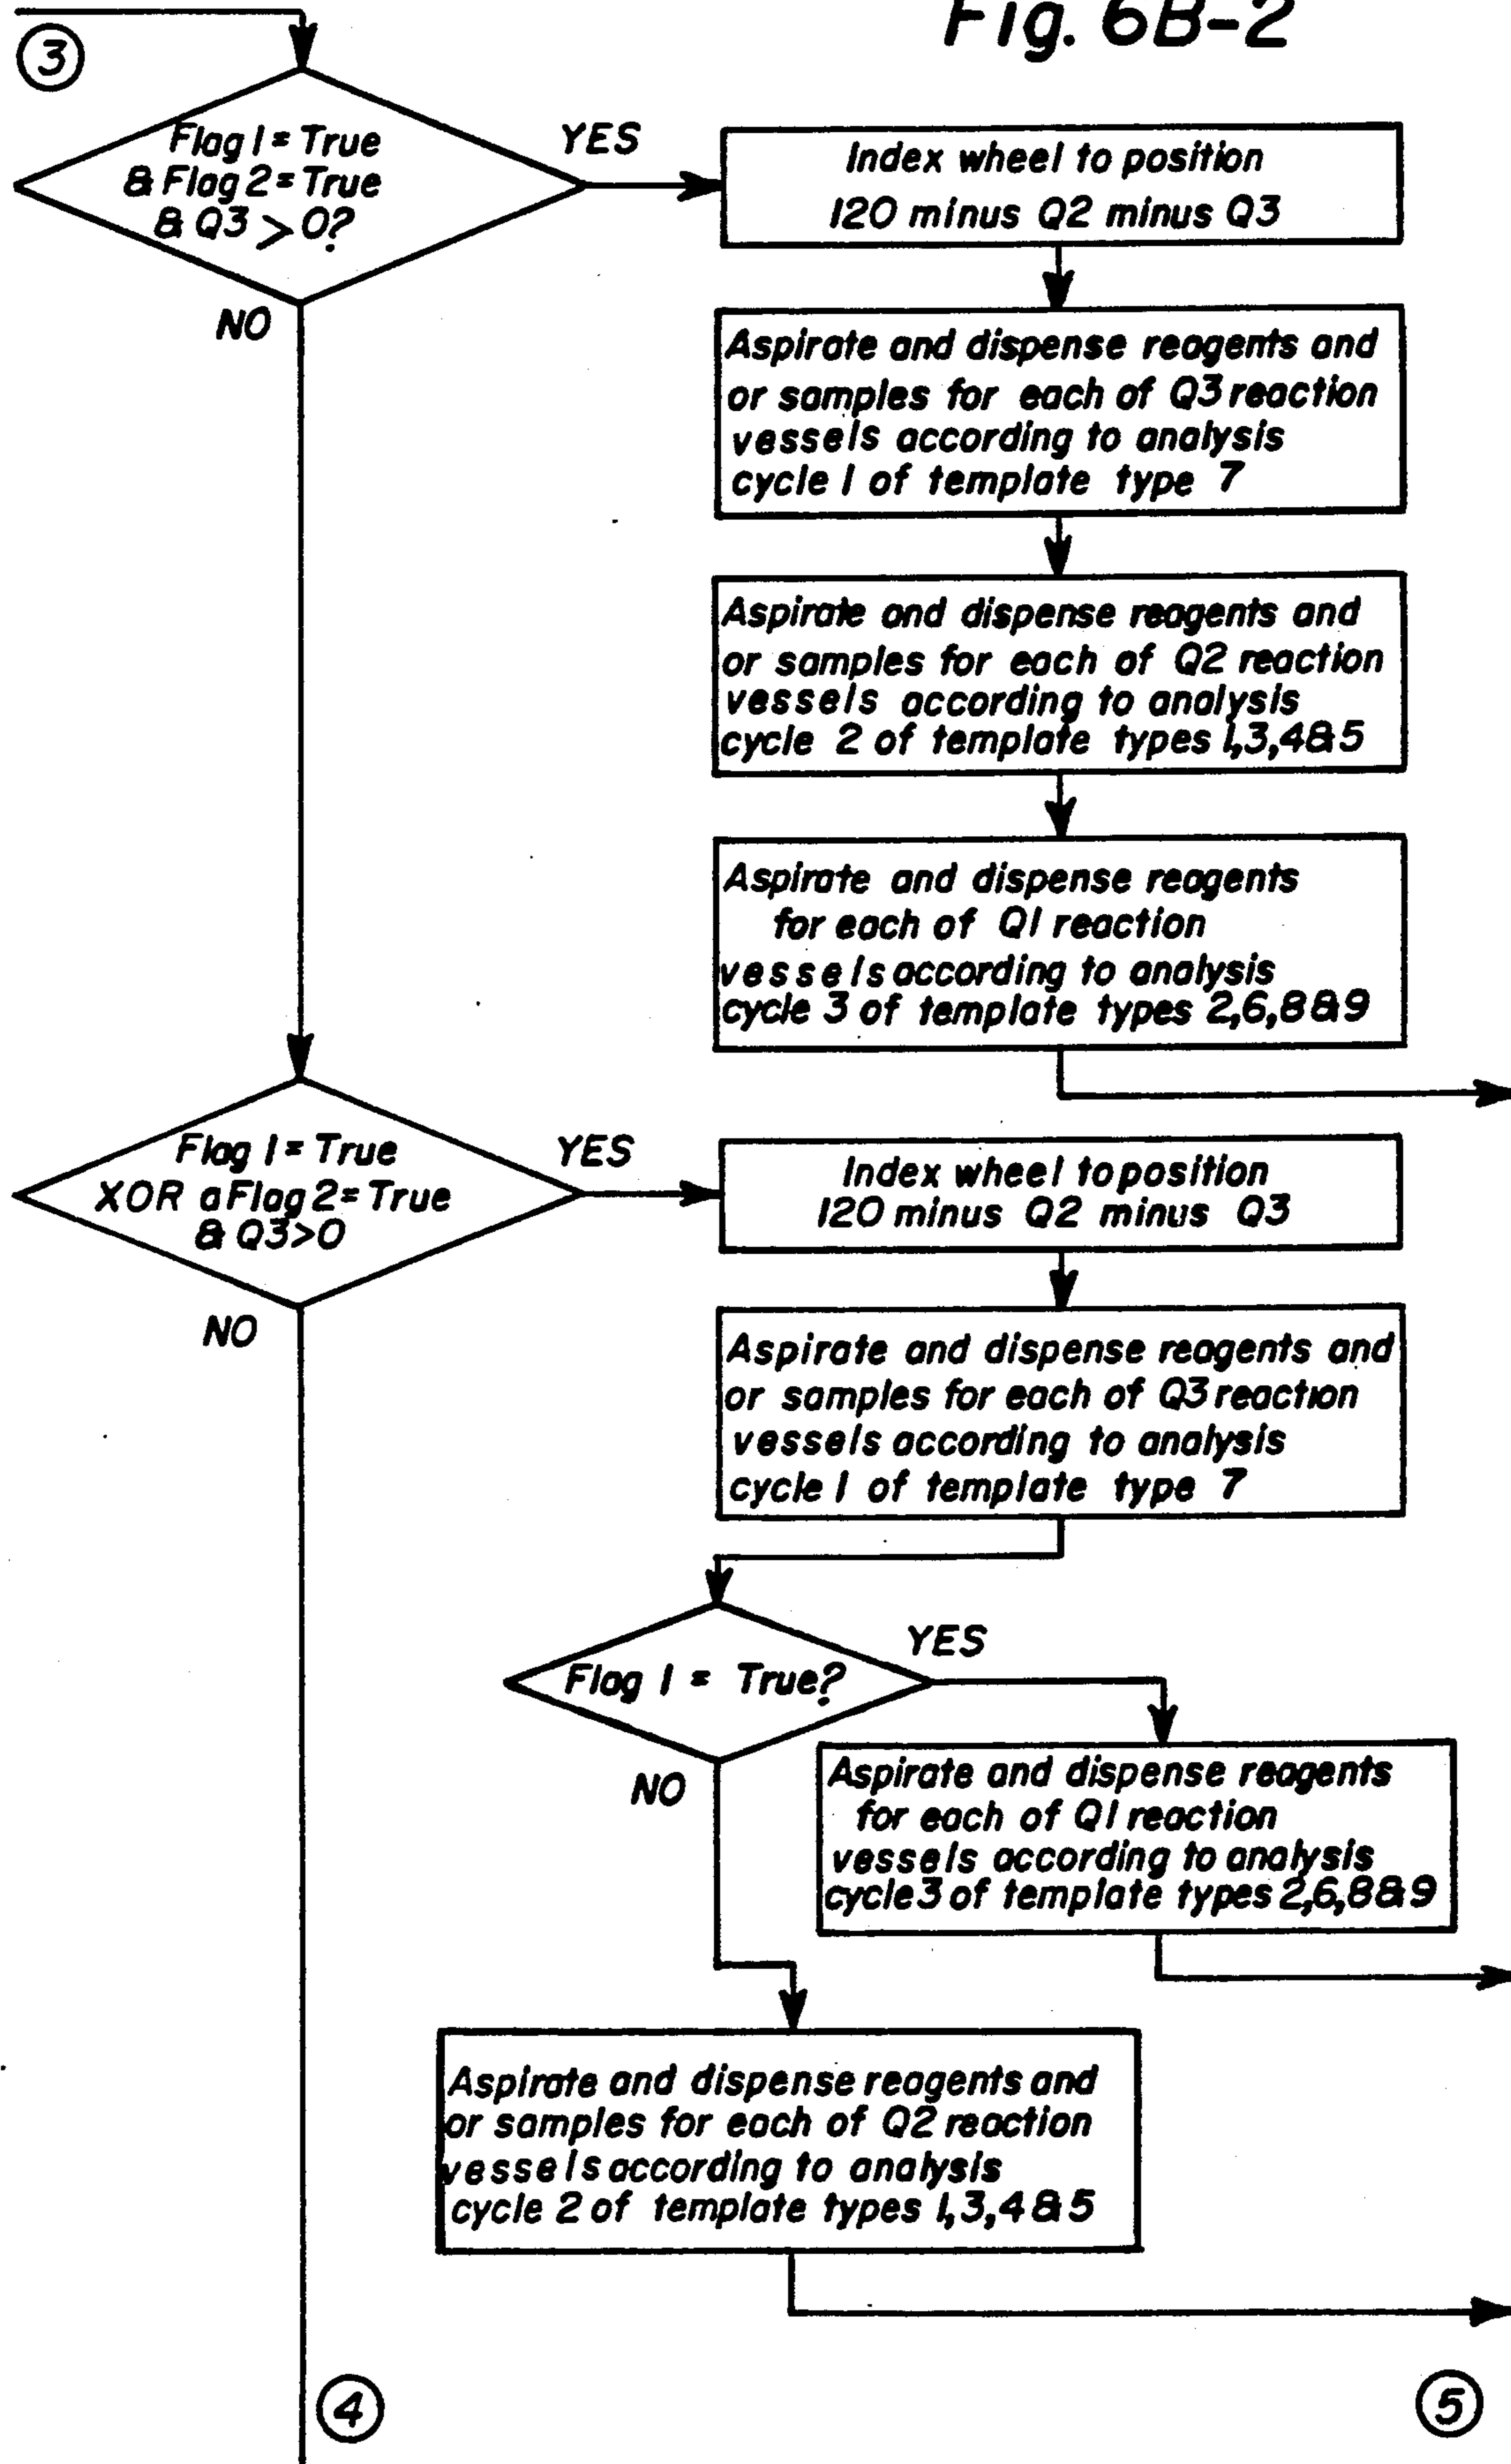 Fig. 6B-2
3
Flag 1 = True
& Flag 2 = True
& Q3 > 0?
YES
NO
Index wheel to position
120 minus Q2 minus Q3
Aspirate and dispense reagents and
or samples for each of Q3 reaction
vessels according to analysis
cycle 1 of template type 7
Aspirate and dispense reagents and
or samples for each of Q2 reaction
vessels according to analysis
cycle 2 of template types 1,3,4&5
Aspirate and dispense reagents
for each of Q1 reaction
vessels according to analysis
cycle 3 of template types 2,6,8&9
Flag 1 = True
XOR a Flag 2 = True
& Q3>0
YES
NO
Index wheel to position
120 minus Q2 minus Q3
Aspirate and dispense reagents and
or samples for each of Q3 reaction
vessels according to analysis
cycle 1 of template type 7
Flag 1 = True?
YES
NO
Aspirate and dispense reagents
for each of Q1 reaction
vessels according to analysis
cycle 3 of template types 2,6,8&9
Aspirate and dispense reagents and
or samples for each of Q2 reaction
vessels according to analysis
cycle 2 of template types 1,3,4&5
4
5